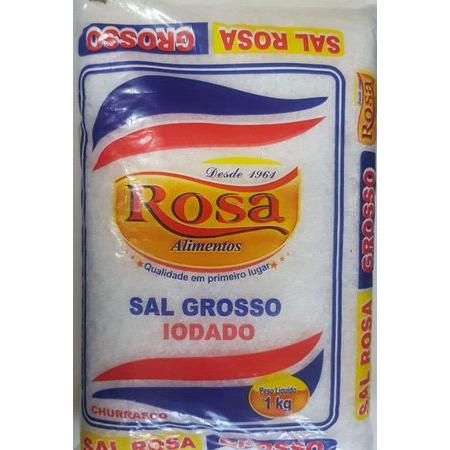 GROSSO SAL ROSA
Desde 1961
Rosa
Alimentos
Qualidade em primeiro lugar
SAL GROSSO
IODADO
Peso Líquido
1 kg
CHURRASCO
SAL ROSA GROSSO
Rosa
SAL ROSA GROSSO